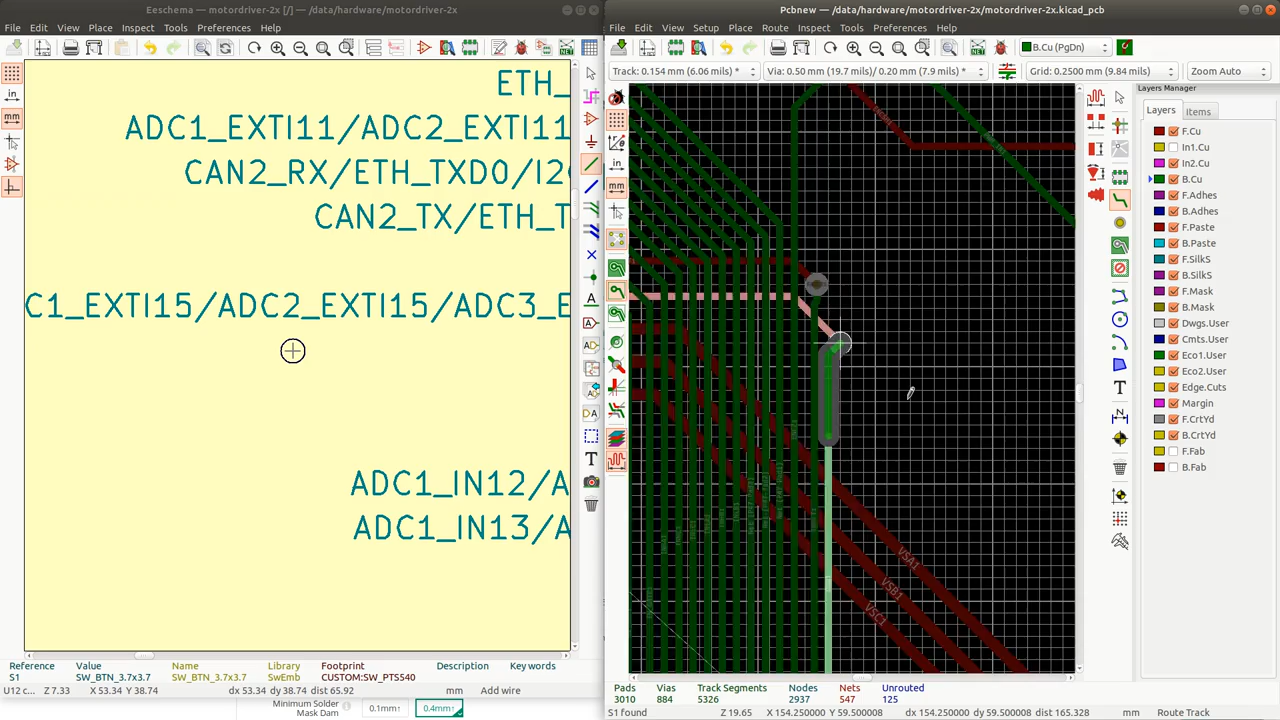 Eeschema — motordriver-2x [/] — /data/hardware/motordriver-2x
File Edit View Place Inspect Tools Preferences Help
in
mm
ETH_
ADC1_EXTI11/ADC2_EXTI11
CAN2_RX/ETH_TXD0/I2
CAN2_TX/ETH_T
C1_EXTI15/ADC2_EXTI15/ADC3_E
ADC1_IN12/A
ADC1_IN13/A
Reference Value Name Library Footprint Description Key words
S1 SW_BTN_3.7x3.7 SW_BTN_3.7x3.7 SwEmb CUSTOM:SW_PTS540
U12 c... Z 7.33 X 53.34 Y 38.74 dx 53.34 dy 38.74 dist 65.92 mm Add wire
Minimum Solder
Mask Dam
0.1mm↑ 0.4mm↑
Pcbnew — /data/hardware/motordriver-2x/motordriver-2x.kicad_pcb
File Edit View Setup Place Route Inspect Tools Preferences Help
B.Cu (PgDn)
Track: 0.154 mm (6.06 mils) * Via: 0.50 mm (19.7 mils)/ 0.20 mm (7.9 mils) * Grid: 0.2500 mm (9.84 mils) Zoom Auto
in
mm
VSA1
VSB1
VSC1
Layers Manager
Layers Items
F.Cu
In1.Cu
In2.Cu
B.Cu
F.Adhes
B.Adhes
F.Paste
B.Paste
F.SilkS
B.SilkS
F.Mask
B.Mask
Dwgs.User
Cmts.User
Eco1.User
Eco2.User
Edge.Cuts
Margin
F.CrtYd
B.CrtYd
F.Fab
B.Fab
Pads Vias Track Segments Nodes Nets Unrouted
3010 884 5326 2937 547 125
S1 found Z 19.65 X 154.250000 Y 59.500008 dx 154.250000 dy 59.500008 dist 165.328 mm Route Track